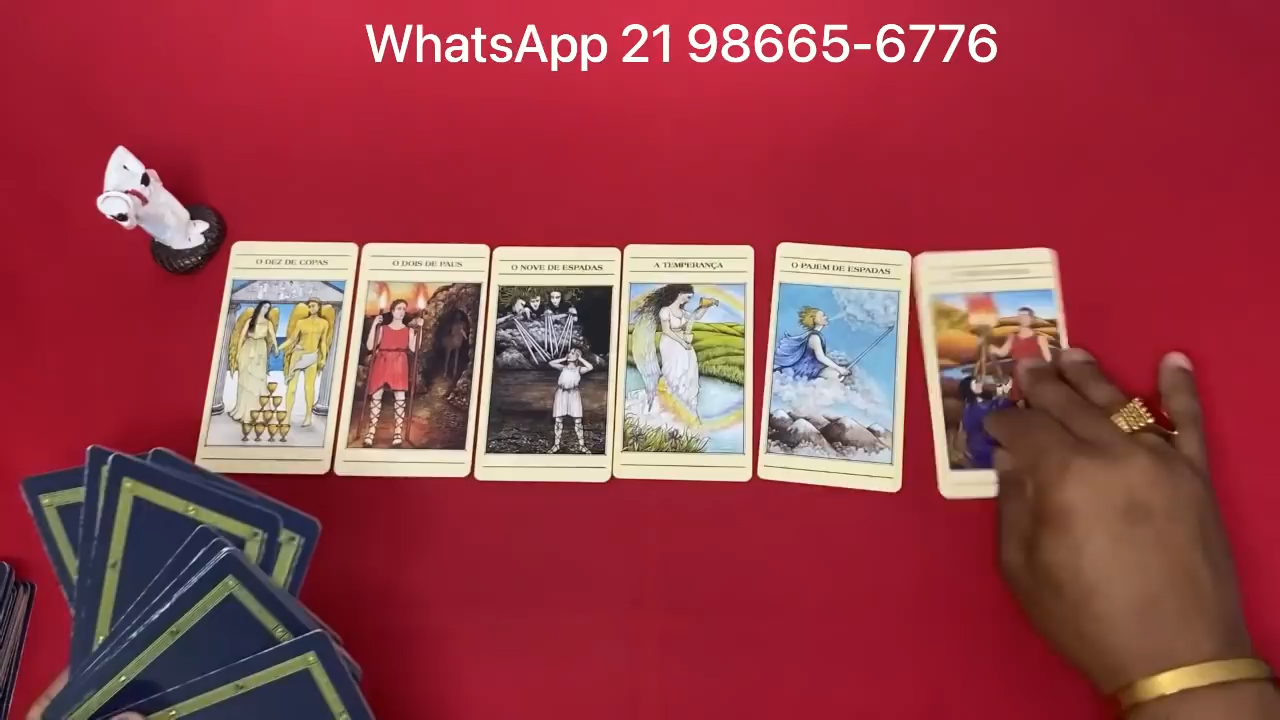 WhatsApp 21 98665-6776
O DEZ DE COPAS
O DOIS DE PAUS
O NOVE DE ESPADAS
A TEMPERANÇA
O PAJEM DE ESPADAS